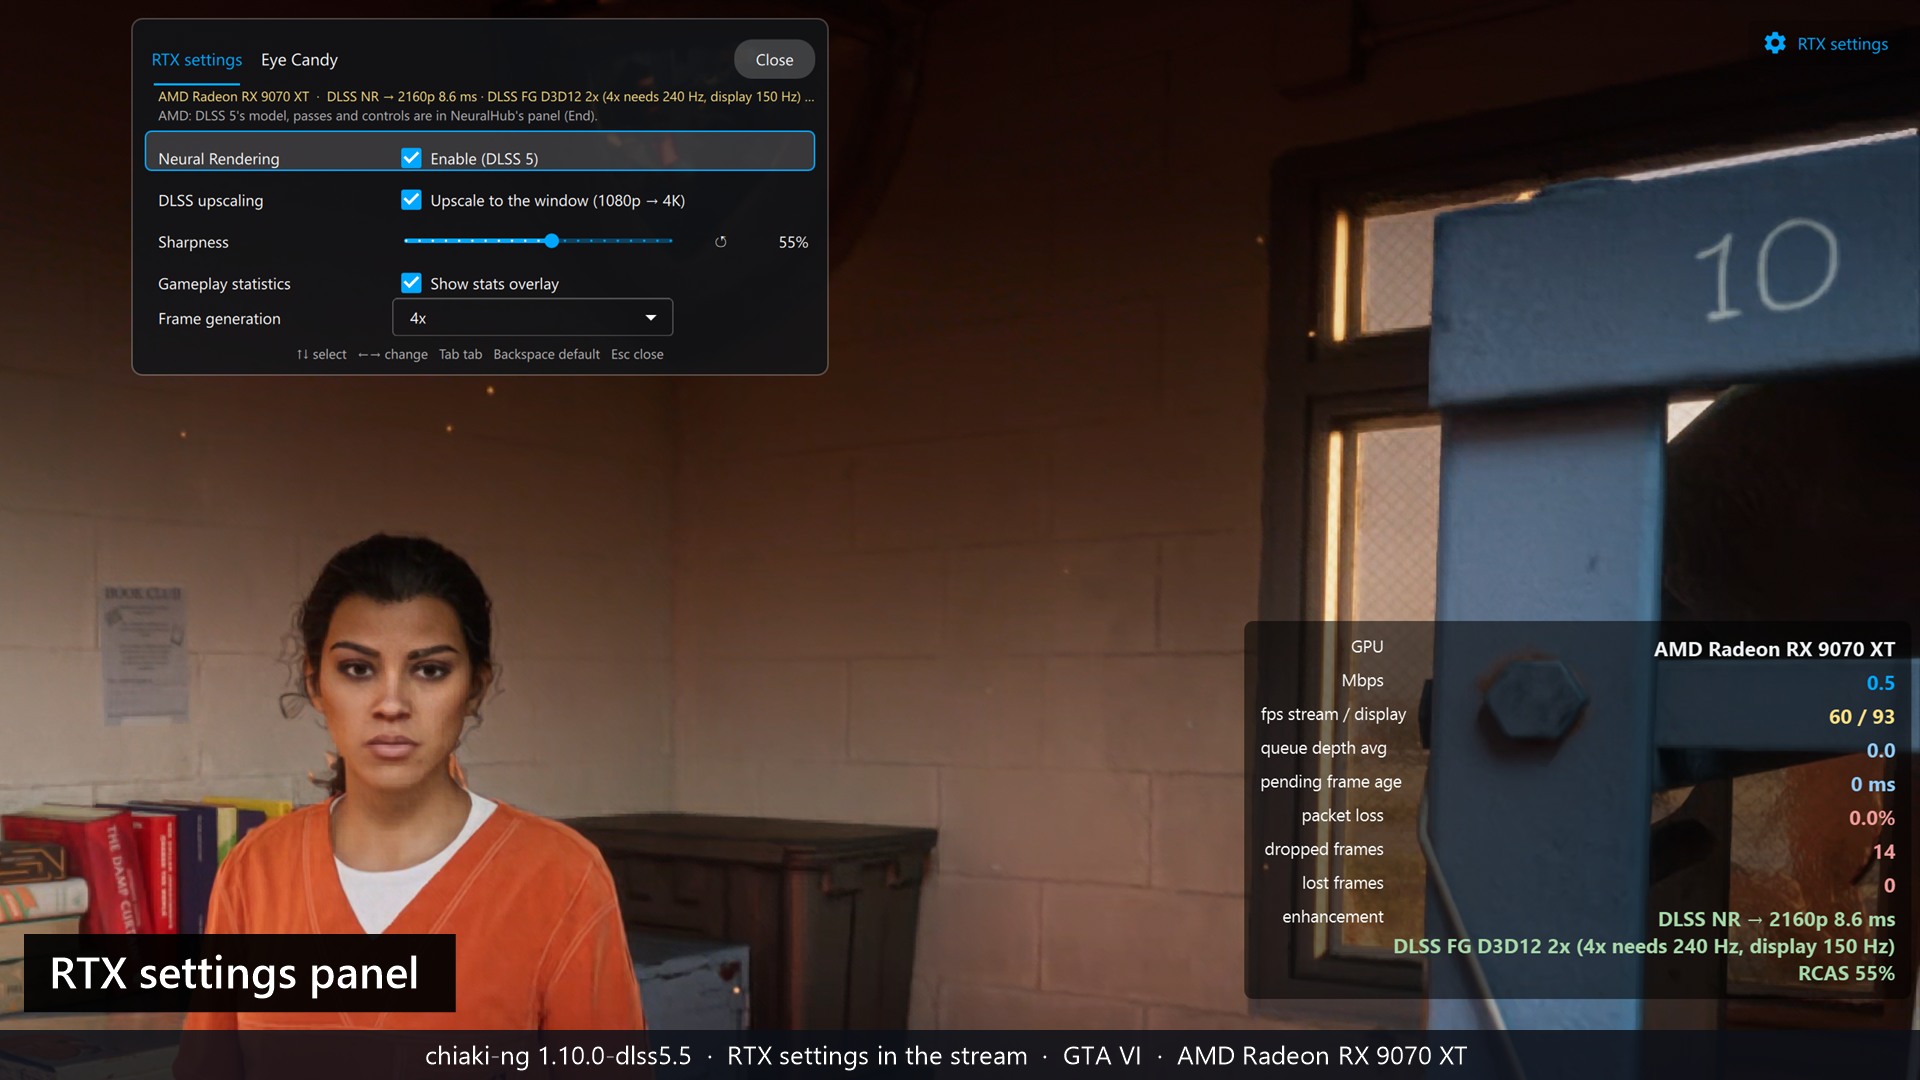 RTX settings
Eye Candy
Close
RTX settings
AMD Radeon RX 9070 XT · DLSS NR → 2160p 8.6 ms · DLSS FG D3D12 2x (4x needs 240 Hz, display 150 Hz) ...
AMD: DLSS 5's model, passes and controls are in NeuralHub's panel (End).
Neural Rendering Enable (DLSS 5)
DLSS upscaling Upscale to the window (1080p → 4K)
Sharpness 55%
Gameplay statistics Show stats overlay
Frame generation 4x
↑↓ select ←→ change Tab tab Backspace default Esc close
10
BOOK CLUB
GPU AMD Radeon RX 9070 XT
Mbps 0.5
fps stream / display 60 / 93
queue depth avg 0.0
pending frame age 0 ms
packet loss 0.0%
dropped frames 14
lost frames 0
enhancement DLSS NR → 2160p 8.6 ms
DLSS FG D3D12 2x (4x needs 240 Hz, display 150 Hz)
RCAS 55%
THE DAMP
RTX settings panel
chiaki-ng 1.10.0-dlss5.5 · RTX settings in the stream · GTA VI · AMD Radeon RX 9070 XT